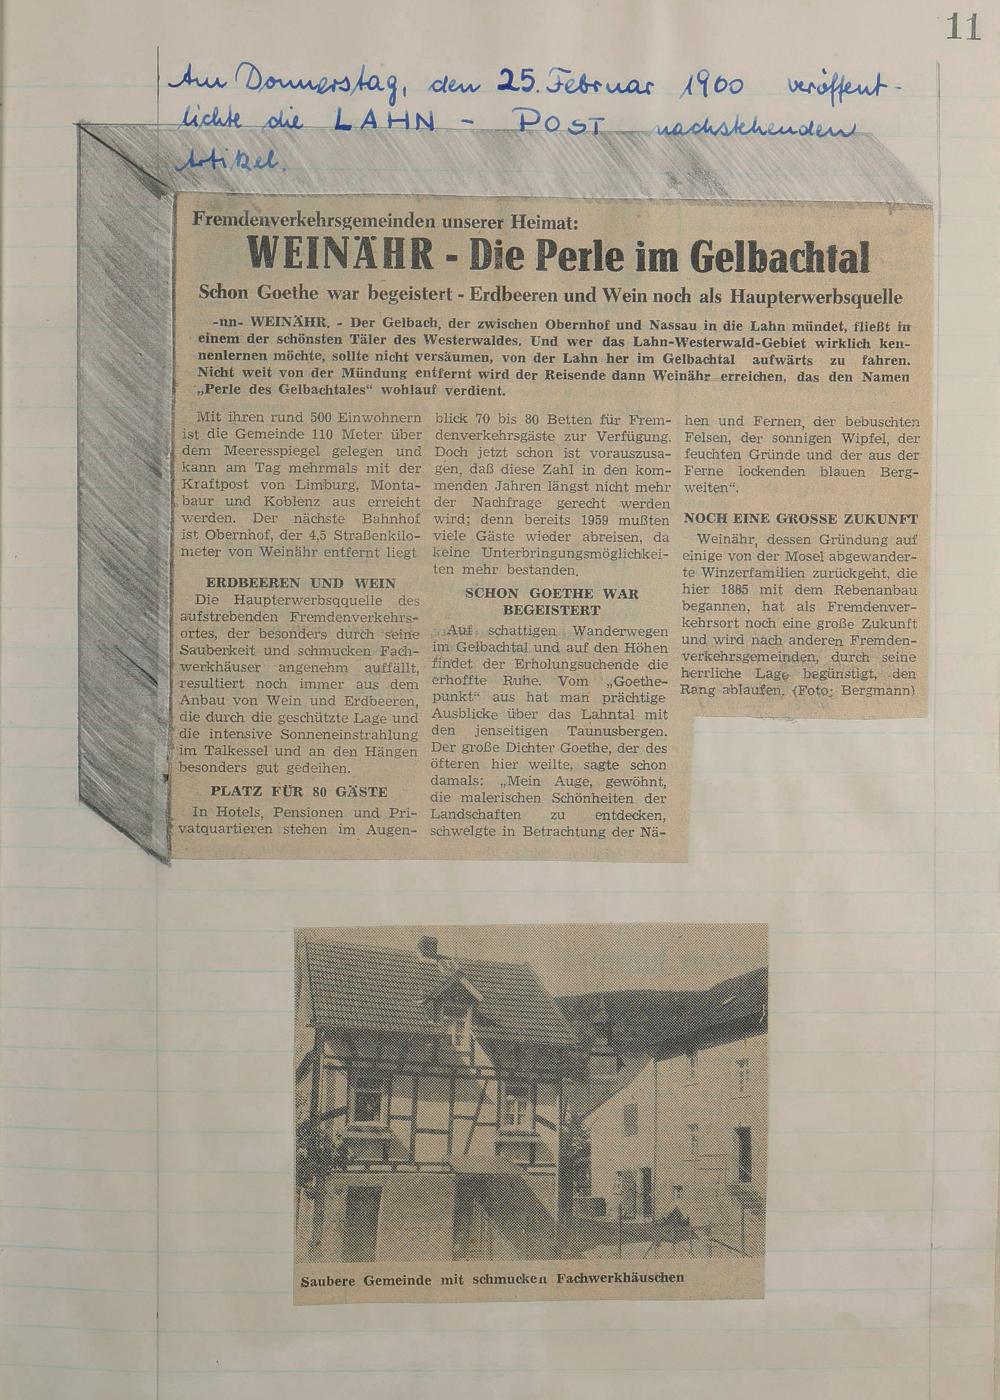 11
Am Donnerstag, den 25. Februar 1960 veröffent-
lichte die LAHN - POST nachstehenden
Artikel.
Fremdenverkehrsgemeinden unserer Heimat:
WEINÄHR - Die Perle im Gelbachtal
Schon Goethe war begeistert - Erdbeeren und Wein noch als Haupterwerbsquelle
-nn- WEINÄHR. - Der Gelbach, der zwischen Obernhof und Nassau in die Lahn mündet, fließt in
einem der schönsten Täler des Westerwaldes. Und wer das Lahn-Westerwald-Gebiet wirklich ken-
nenlernen möchte, sollte nicht versäumen, von der Lahn her im Gelbachtal aufwärts zu fahren.
Nicht weit von der Mündung entfernt wird der Reisende dann Weinähr erreichen, das den Namen
„Perle des Gelbachtales“ wohlauf verdient.
Mit ihren rund 500 Einwohnern
ist die Gemeinde 110 Meter über
dem Meeresspiegel gelegen und
kann am Tag mehrmals mit der
Kraftpost von Limburg, Monta-
baur und Koblenz aus erreicht
werden. Der nächste Bahnhof
ist Obernhof, der 4,5 Straßenkilo-
meter von Weinähr entfernt liegt
ERDBEEREN UND WEIN
Die Haupterwerbsqquelle des
aufstrebenden Fremdenverkehrs-
ortes, der besonders durch seine
Sauberkeit und schmucken Fach-
werkhäuser angenehm auffällt,
resultiert noch immer aus dem
Anbau von Wein und Erdbeeren,
die durch die geschützte Lage und
die intensive Sonneneinstrahlung
im Talkessel und an den Hängen
besonders gut gedeihen.
PLATZ FÜR 80 GÄSTE
In Hotels, Pensionen und Pri-
vatquartieren stehen im Augen-
blick 70 bis 80 Betten für Frem-
denverkehrsgäste zur Verfügung.
Doch jetzt schon ist vorauszusa-
gen, daß diese Zahl in den kom-
menden Jahren längst nicht mehr
der Nachfrage gerecht werden
wird; denn bereits 1959 mußten
viele Gäste wieder abreisen, da
keine Unterbringungsmöglichkei-
ten mehr bestanden.
SCHON GOETHE WAR
BEGEISTERT
Auf schattigen Wanderwegen
im Gelbachtal und auf den Höhen
findet der Erholungsuchende die
erhoffte Ruhe. Vom „Goethe-
punkt“ aus hat man prächtige
Ausblicke über das Lahntal mit
den jenseitigen Taunusbergen.
Der große Dichter Goethe, der des
öfteren hier weilte, sagte schon
damals: „Mein Auge, gewöhnt,
die malerischen Schönheiten der
Landschaften zu entdecken,
schwelgte in Betrachtung der Nä-
hen und Fernen, der bebuschten
Felsen, der sonnigen Wipfel, der
feuchten Gründe und der aus der
Ferne lockenden blauen Berg-
weiten“.
NOCH EINE GROSSE ZUKUNFT
Weinähr, dessen Gründung auf
einige von der Mosel abgewander-
te Winzerfamilien zurückgeht, die
hier 1885 mit dem Rebenanbau
begannen, hat als Fremdenver-
kehrsort noch eine große Zukunft
und wird nach anderen Fremden-
verkehrsgemeinden, durch seine
herrliche Lage begünstigt, den
Rang ablaufen. (Foto: Bergmann)
Saubere Gemeinde mit schmucken Fachwerkhäuschen